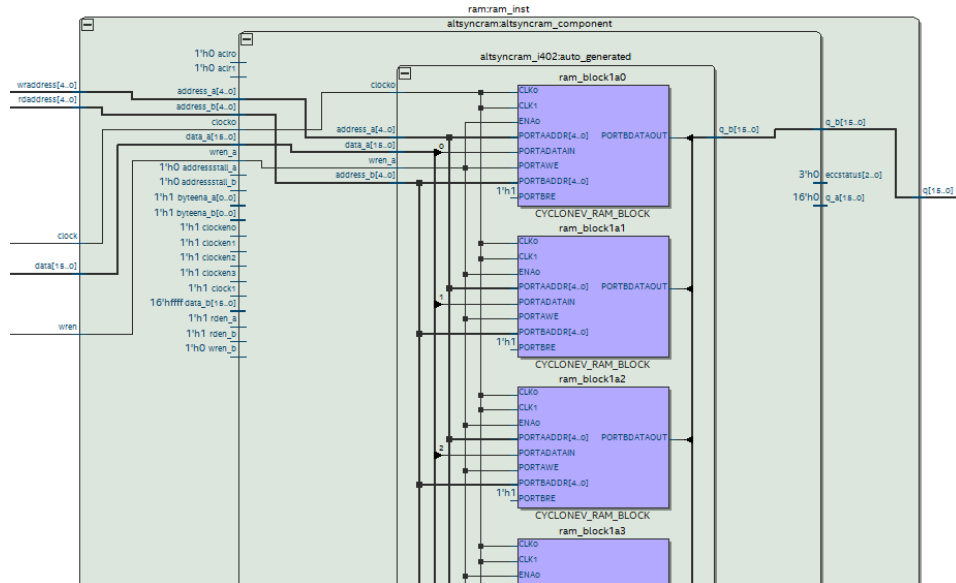 ram:ram_inst
altsyncram:altsyncram_component
altsyncram_i402:auto_generated
1'h0 aclr0
1'h0 aclr1
wraddress[4..0]
rdaddress[4..0]
address_a[4..0]
address_b[4..0]
clock0
data_a[15..0]
wren_a
1'h0 addressstall_a
1'h0 addressstall_b
1'h1 byteena_a[0..0]
1'h1 byteena_b[0..0]
1'h1 clocken0
1'h1 clocken1
1'h1 clocken2
1'h1 clocken3
1'h1 clock1
16'hffff data_b[15..0]
1'h1 rden_a
1'h1 rden_b
1'h0 wren_b
clock
data[15..0]
wren
clock0
address_a[4..0]
data_a[15..0]
wren_a
address_b[4..0]
ram_block1a0
CLK0
CLK1
ENA0
PORTAADDR[4..0] PORTBDATAOUT
0
PORTADATAIN
PORTAWE
PORTBADDR[4..0]
1'h1
PORTBRE
CYCLONEV_RAM_BLOCK
ram_block1a1
CLK0
CLK1
ENA0
PORTAADDR[4..0] PORTBDATAOUT
1
PORTADATAIN
PORTAWE
PORTBADDR[4..0]
1'h1
PORTBRE
CYCLONEV_RAM_BLOCK
ram_block1a2
CLK0
CLK1
ENA0
PORTAADDR[4..0] PORTBDATAOUT
2
PORTADATAIN
PORTAWE
PORTBADDR[4..0]
1'h1
PORTBRE
CYCLONEV_RAM_BLOCK
ram_block1a3
CLK0
CLK1
ENA0
q_b[15..0]
q_b[15..0]
3'h0 eccstatus[2..0]
16'h0 q_a[15..0]
q[15..0]